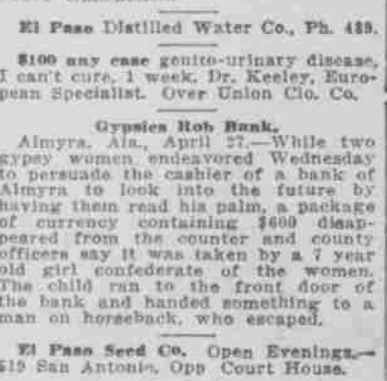 El Paso Distilled Water Co., Ph. 489.
$100 any case genito-urinary disease,
I can't cure, 1 week. Dr. Keeley, Euro-
pean Specialist. Over Union Clo. Co.
Gypsies Rob Bank.
Almyra, Ala., April 27.—While two
gypsy women endeavored Wednesday
to persuade the cashier of a bank of
Almyra to look into the future by
having them read his palm, a package
of currency containing $600 disap-
peared from the counter and county
officers say it was taken by a 7 year
old girl confederate of the women.
The child ran to the front door of
the bank and handed something to a
man on horseback, who escaped.
El Paso Seed Co. Open Evenings.—
519 San Antonio. Opp Court House.